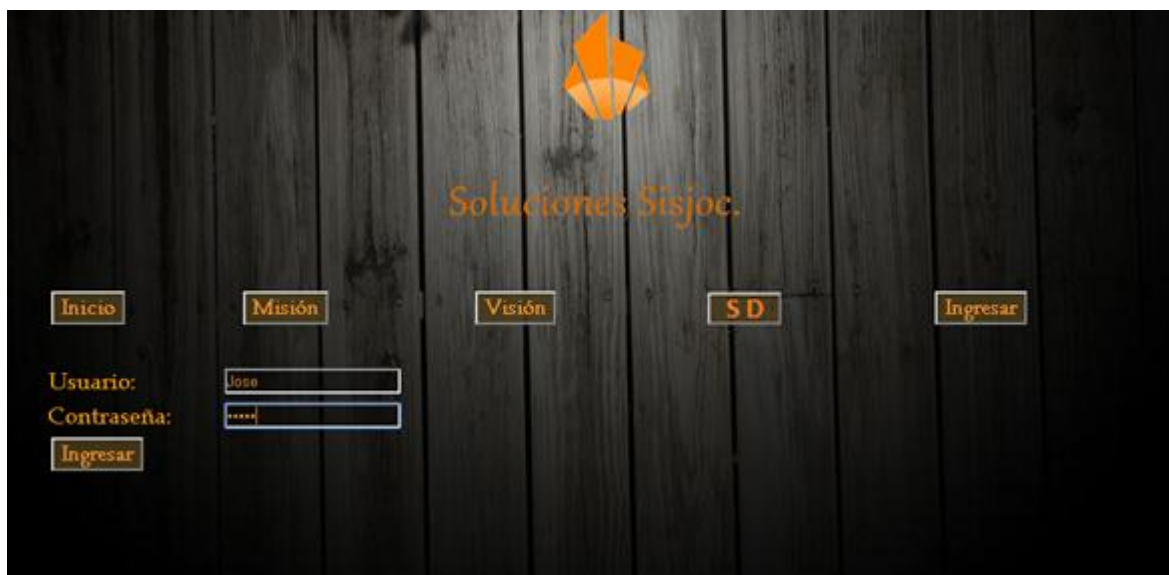 Soluciones Sisjoc.
Inicio Misión Visión S D Ingresar
Usuario: Jose
Contraseña: •••••
Ingresar